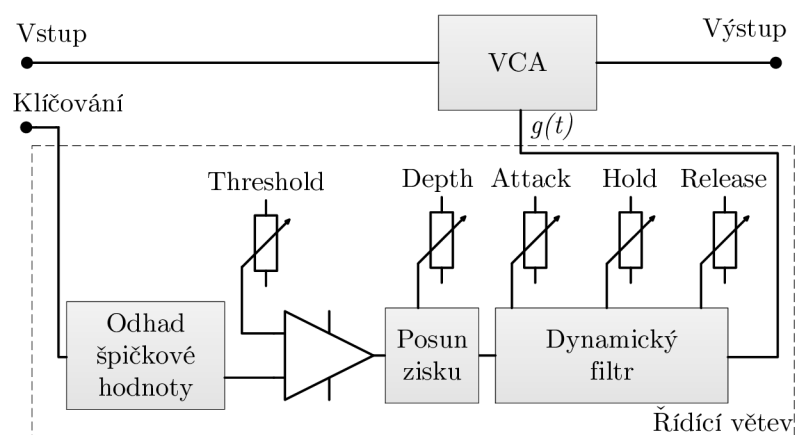 Vstup
Výstup
VCA
Klíčování
g(t)
Threshold
Depth
Attack
Hold
Release
Odhad
špičkové
hodnoty
Posun
zisku
Dynamický
filtr
Řídící větev